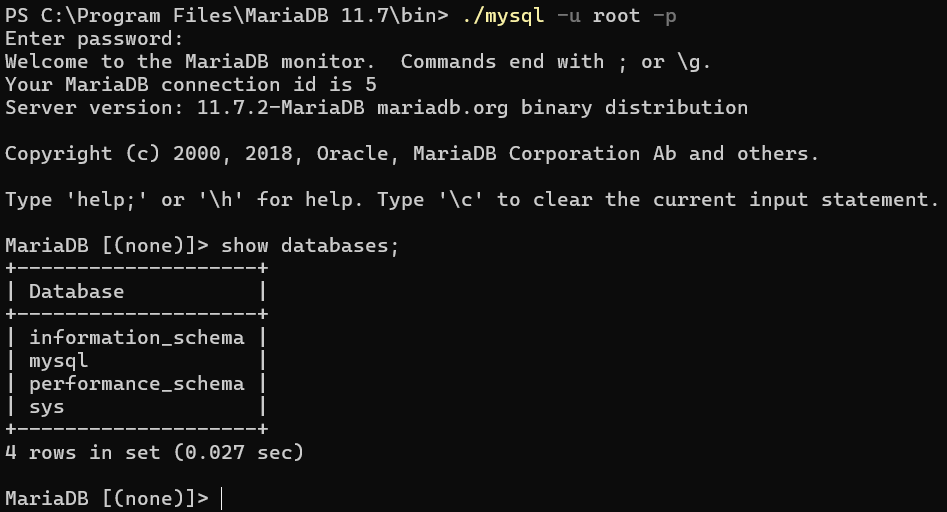 PS C:\Program Files\MariaDB 11.7\bin> ./mysql -u root -p
Enter password:
Welcome to the MariaDB monitor.  Commands end with ; or \g.
Your MariaDB connection id is 5
Server version: 11.7.2-MariaDB mariadb.org binary distribution

Copyright (c) 2000, 2018, Oracle, MariaDB Corporation Ab and others.

Type 'help;' or '\h' for help. Type '\c' to clear the current input statement.

MariaDB [(none)]> show databases;
+--------------------+
| Database           |
+--------------------+
| information_schema |
| mysql              |
| performance_schema |
| sys                |
+--------------------+
4 rows in set (0.027 sec)

MariaDB [(none)]>